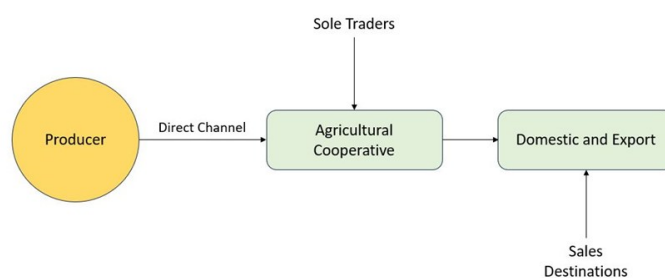 Sole Traders
Producer
Direct Channel
Agricultural
Cooperative
Domestic and Export
Sales
Destinations